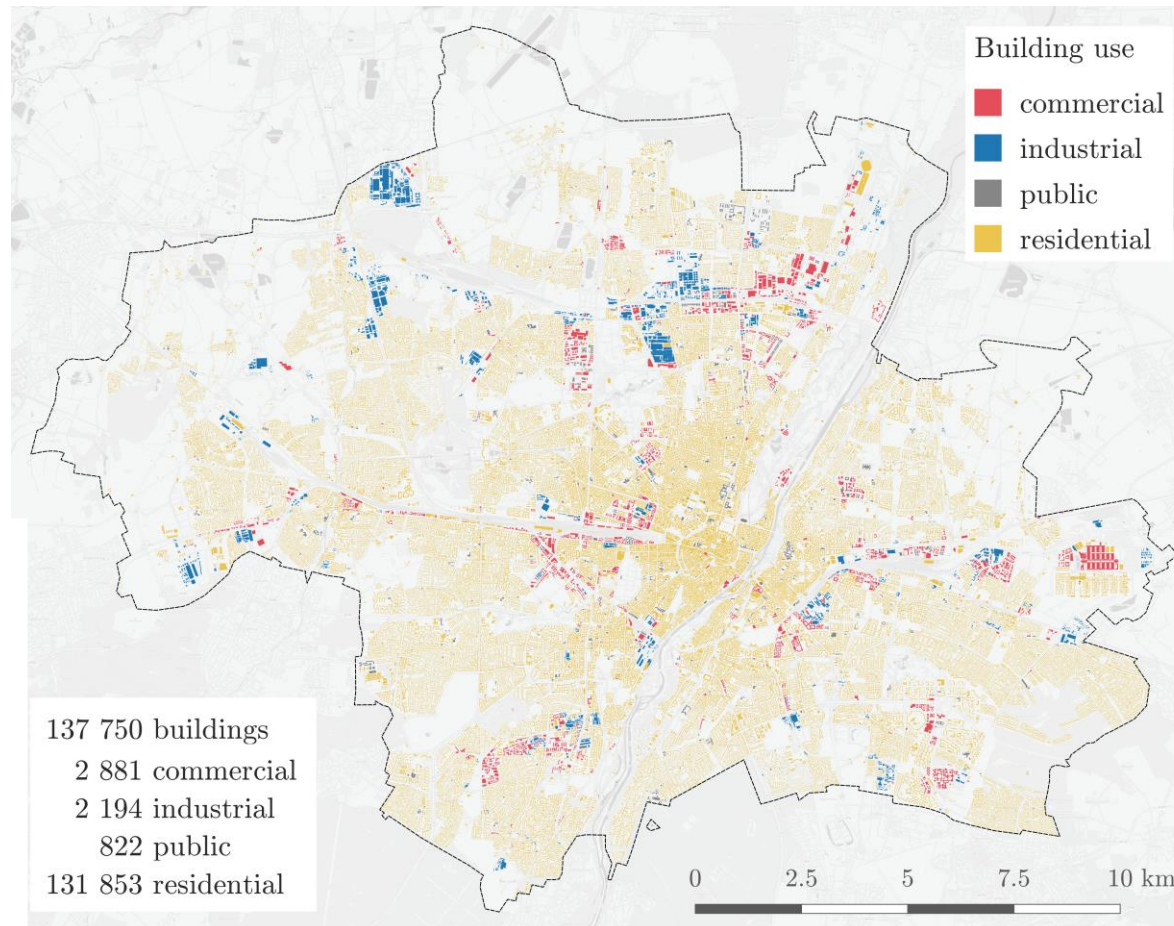 Building use
commercial
industrial
public
residential
137 750 buildings
2 881 commercial
2 194 industrial
822 public
131 853 residential
0 2.5 5 7.5 10 km